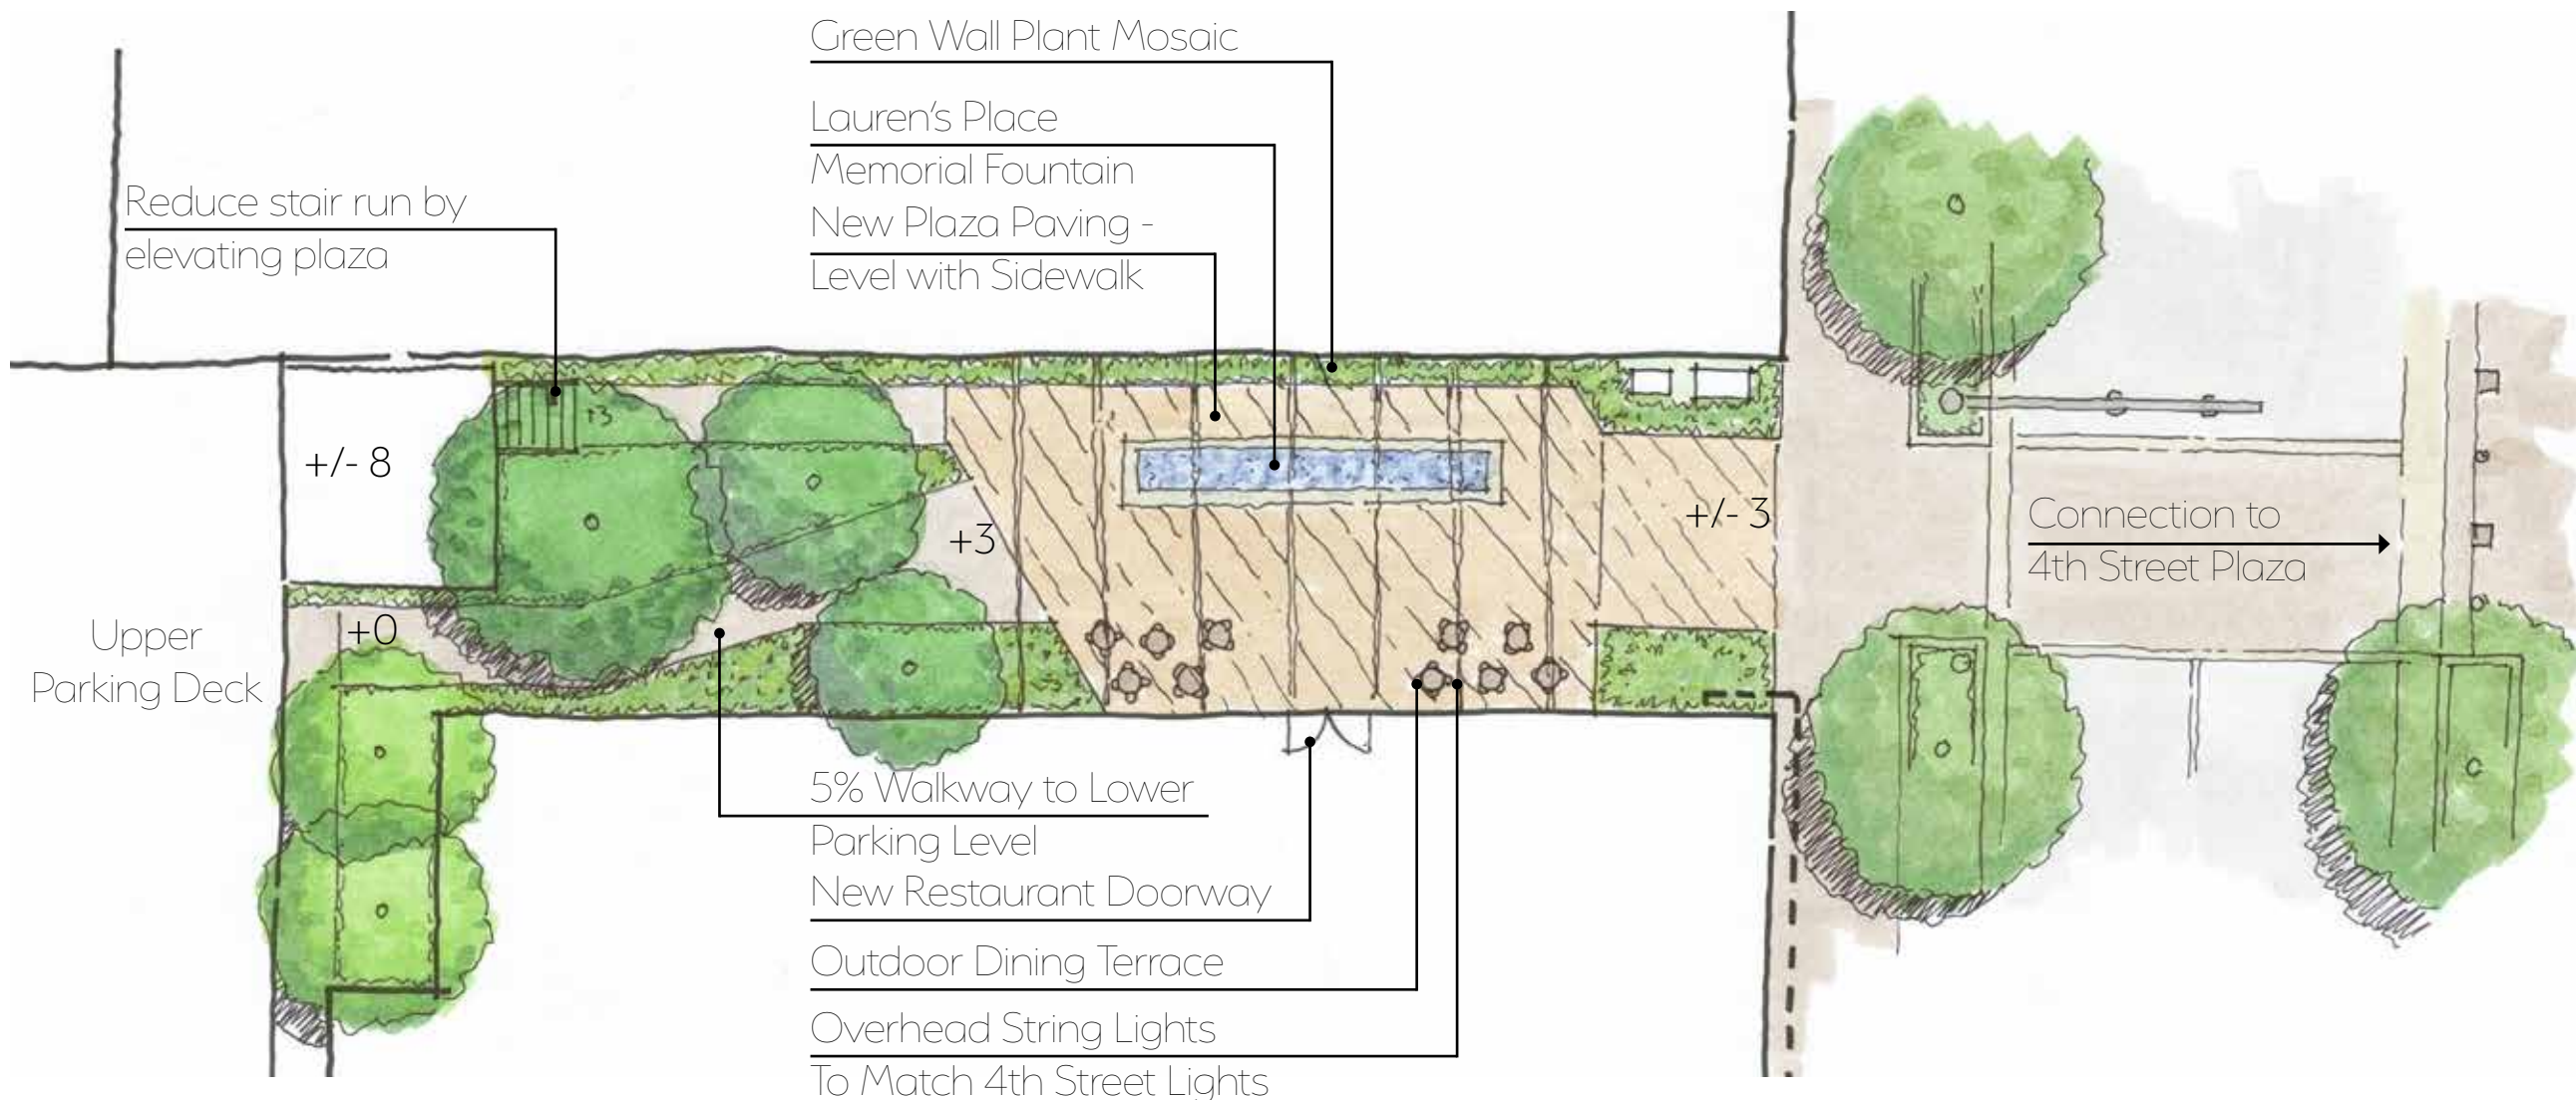 Green Wall Plant Mosaic
Lauren's Place
Memorial Fountain
New Plaza Paving -
Level with Sidewalk
Reduce stair run by
elevating plaza
+3
+/- 8
+3
+/- 3
Connection to
4th Street Plaza
+0
Upper
Parking Deck
5% Walkway to Lower
Parking Level
New Restaurant Doorway
Outdoor Dining Terrace
Overhead String Lights
To Match 4th Street Lights